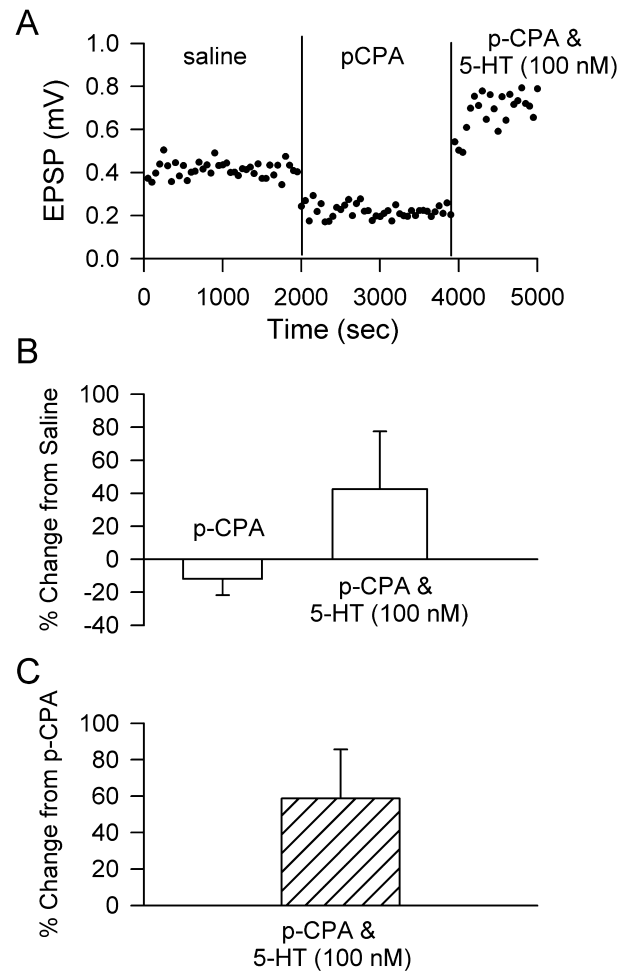 A
1.0
0.8
0.6
0.4
0.2
0.0
EPSP (mV)
saline
pCPA
p-CPA &
5-HT (100 nM)
0 1000 2000 3000 4000 5000
Time (sec)
B
100
80
60
40
20
0
-20
-40
% Change from Saline
p-CPA
p-CPA &
5-HT (100 nM)
C
100
80
60
40
20
0
% Change from p-CPA
p-CPA &
5-HT (100 nM)